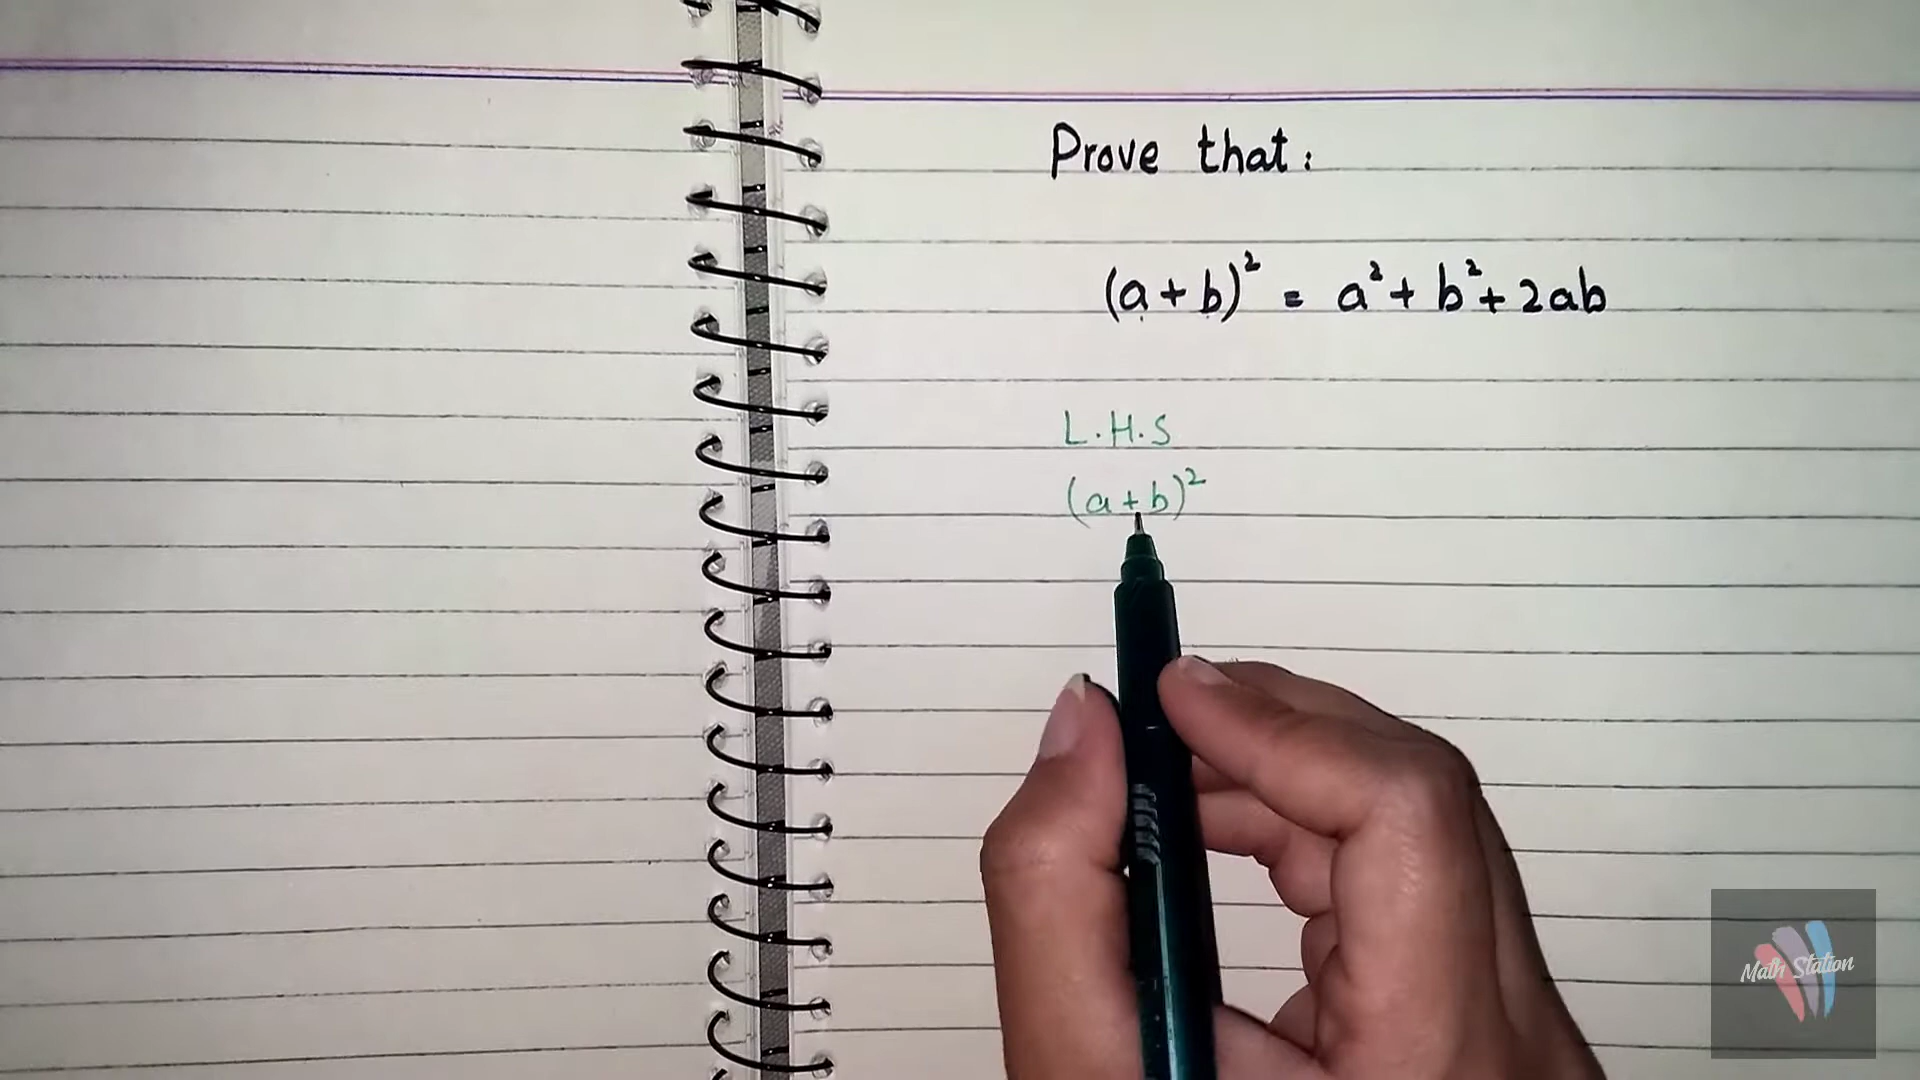 Prove that:
(a + b)² = a² + b² + 2ab
L.H.S
(a + b)²
Math Station